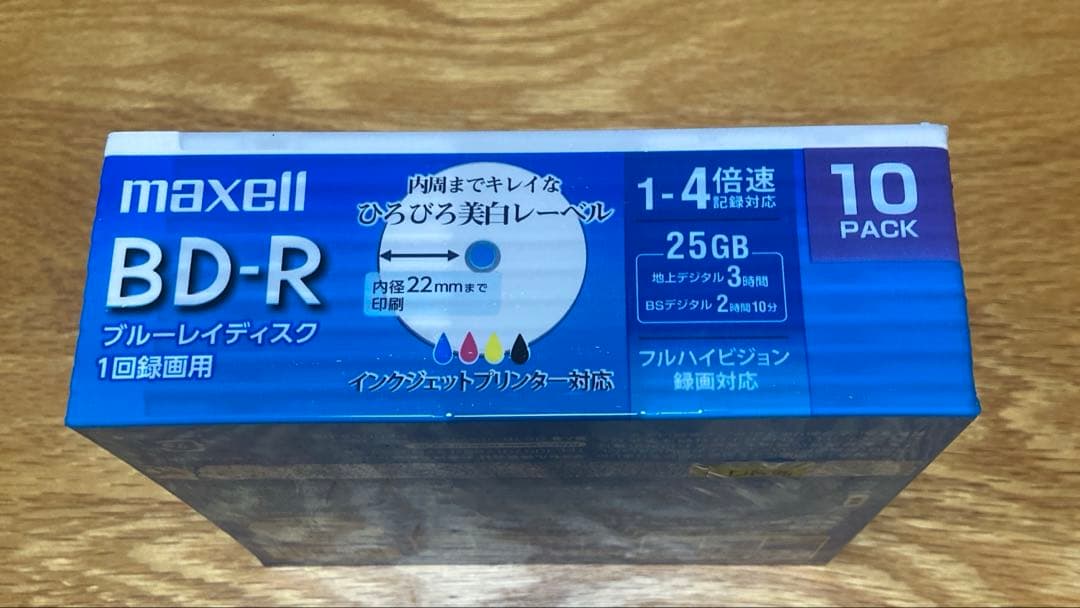 maxell
BD-R
ブルーレイディスク
1回録画用
内周までキレイな
ひろびろ美白レーベル
内径22mmまで
印刷
インクジェットプリンター対応
1-4倍速
記録対応
25GB
地上デジタル3時間
BSデジタル2時間10分
フルハイビジョン
録画対応
10
PACK